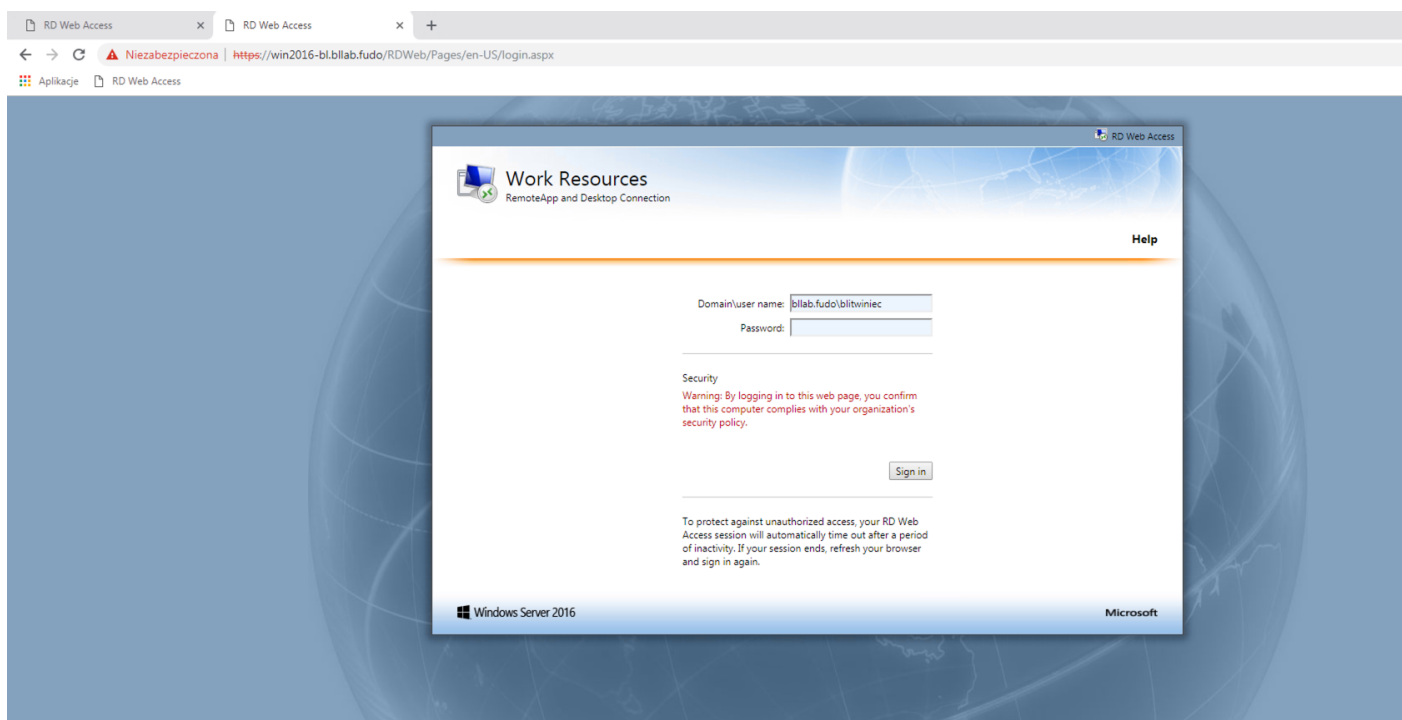 RD Web Access
RD Web Access
Niezabezpieczona | https://win2016-bl.bllab.fudo/RDWeb/Pages/en-US/login.aspx
Aplikacje RD Web Access
RD Web Access
Work Resources
RemoteApp and Desktop Connection
Help
Domain\user name: bllab.fudo\blitwiniec
Password:
Security
Warning: By logging in to this web page, you confirm
that this computer complies with your organization's
security policy.
Sign in
To protect against unauthorized access, your RD Web
Access session will automatically time out after a period
of inactivity. If your session ends, refresh your browser
and sign in again.
Windows Server 2016
Microsoft